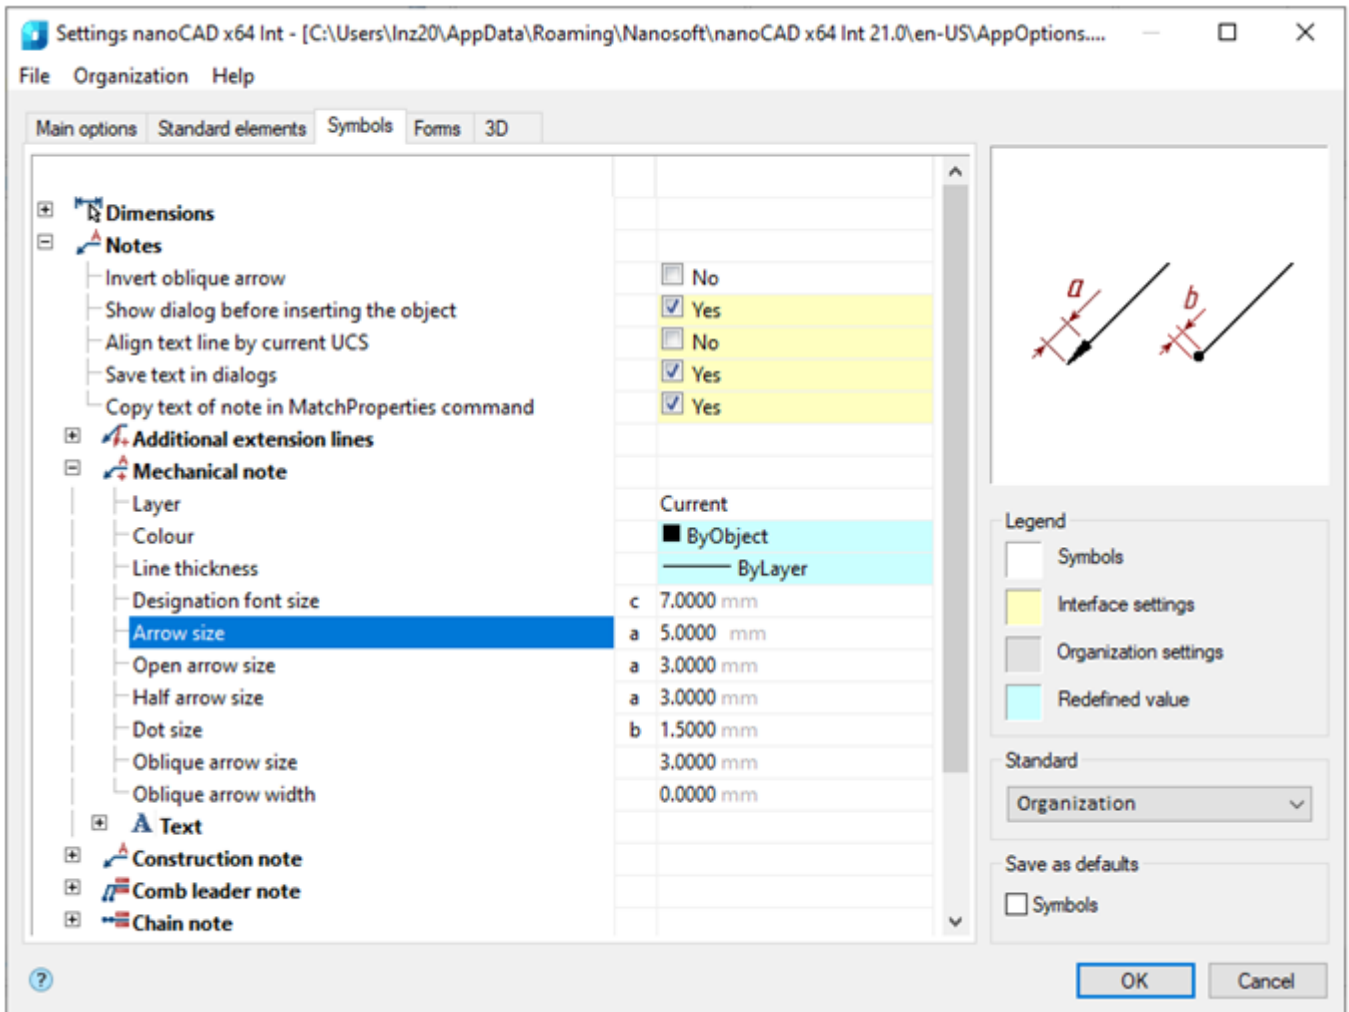 Settings nanoCAD x64 Int - [C:\Users\Inz20\AppData\Roaming\Nanosoft\nanoCAD x64 Int 21.0\en-US\AppOptions....
File Organization Help
Main options Standard elements Symbols Forms 3D
Dimensions
Notes
Invert oblique arrow No
Show dialog before inserting the object Yes
Align text line by current UCS No
Save text in dialogs Yes
Copy text of note in MatchProperties command Yes
Additional extension lines
Mechanical note
Layer Current
Colour ByObject
Line thickness ByLayer
Designation font size c 7.0000 mm
Arrow size a 5.0000 mm
Open arrow size a 3.0000 mm
Half arrow size a 3.0000 mm
Dot size b 1.5000 mm
Oblique arrow size 3.0000 mm
Oblique arrow width 0.0000 mm
A Text
Construction note
Comb leader note
Chain note
a b
Legend
Symbols
Interface settings
Organization settings
Redefined value
Standard
Organization
Save as defaults
Symbols
? OK Cancel